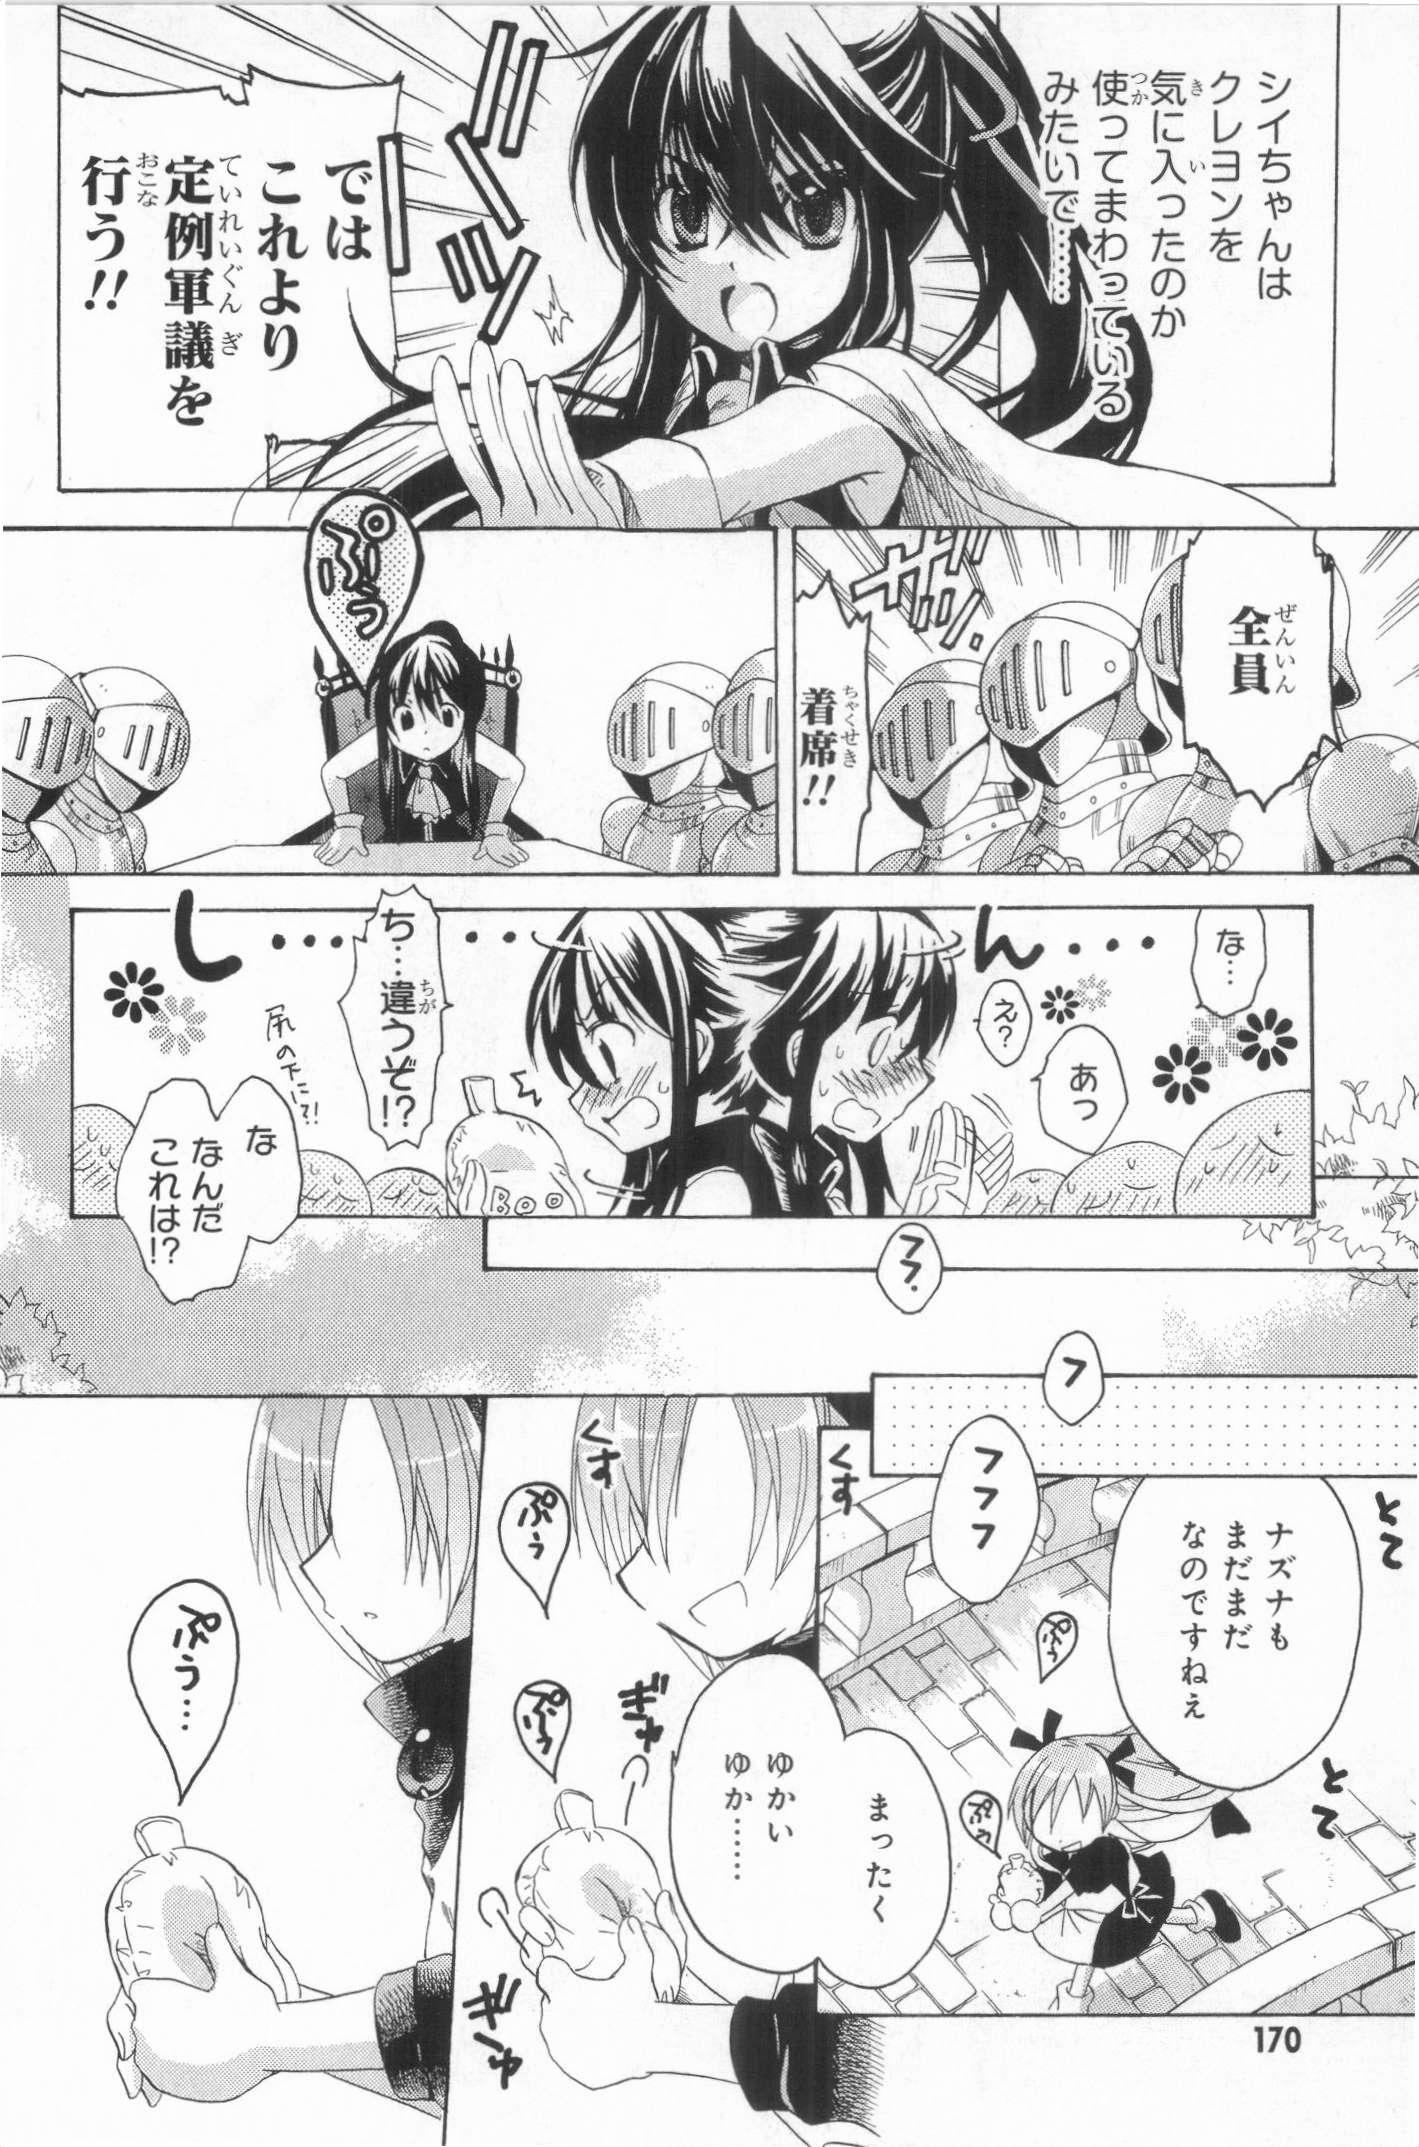 シイちゃんは
クレヨンを
気に入ったのか
使ってまわっている
みたいで……
では
これより
定例軍議を
行う!!
全員
着席!!
ぷぅっ
な…
あっ
え?
ん
し
ち…違うぞ!?
尻の下に!?
な
なんだ
これは!?
BOO
フフ.
フ
フフフ
ナズナも
まだまだ
なのですねえ
とて
とて
ぷぅ
ぷぅ
くす
くす
まったく
ゆかい
ゆか……
ぷぅ
ぷぅ
ぎゅ
ぎゅ
ぷぅ…
170